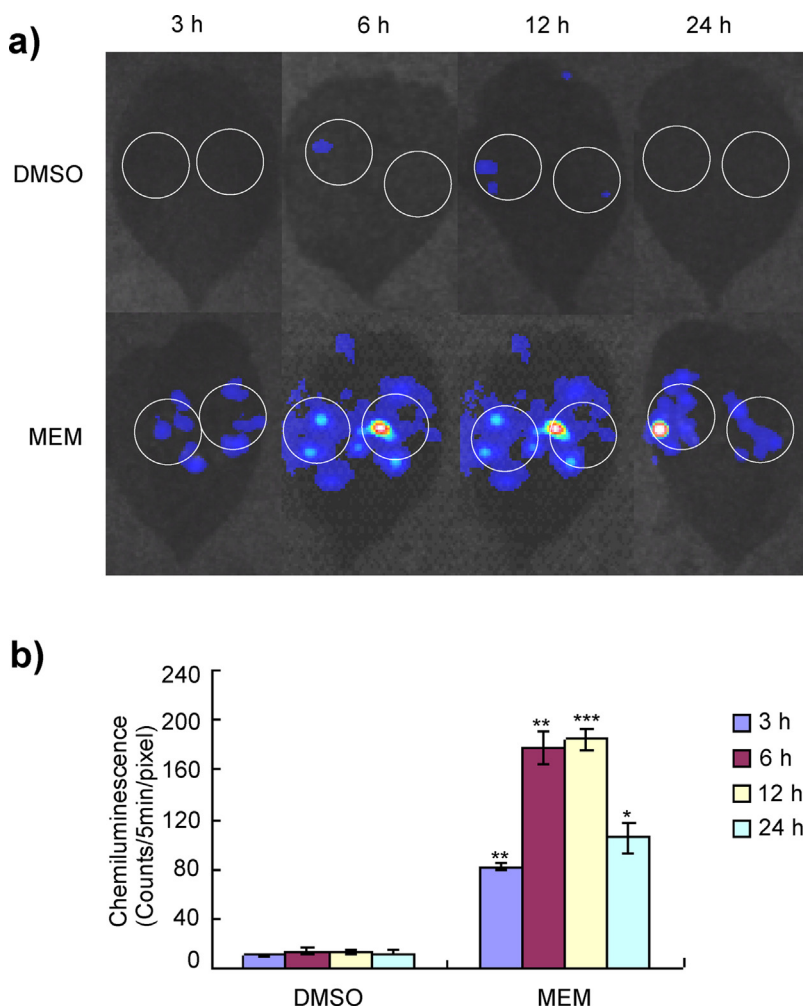 a)
3 h 6 h 12 h 24 h
DMSO
MEM
b)
Chemiluminescence
(Counts/5min/pixel)
240
200
160
120
80
40
0
** ** *** *
DMSO MEM
3 h
6 h
12 h
24 h